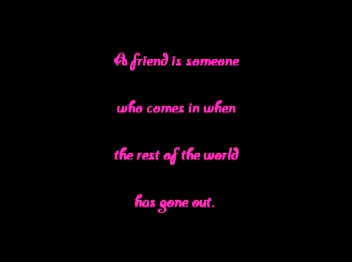 A friend is someone
who comes in when
the rest of the world
has gone out.